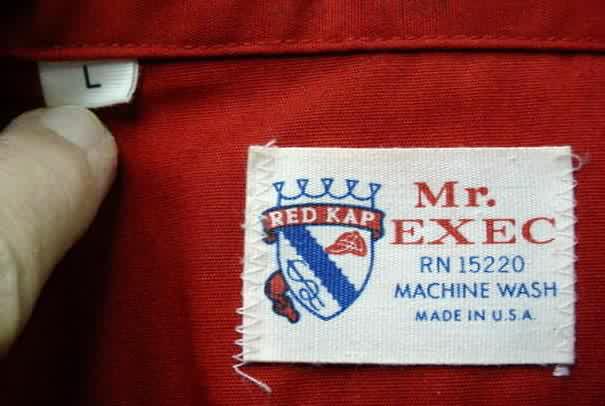 L
RED KAP
Mr.
EXEC
RN 15220
MACHINE WASH
MADE IN U.S.A.